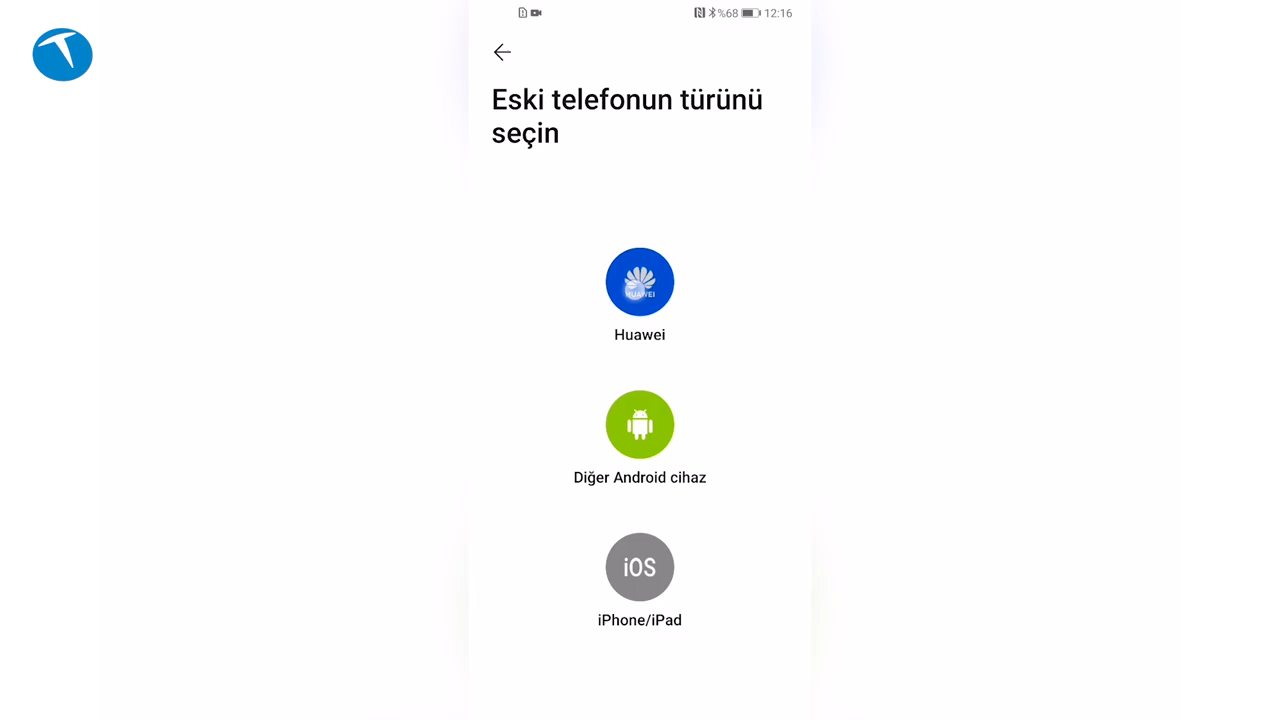 %68 12:16
Eski telefonun türünü
seçin
HUAWEI
Huawei
Diğer Android cihaz
iOS
iPhone/iPad